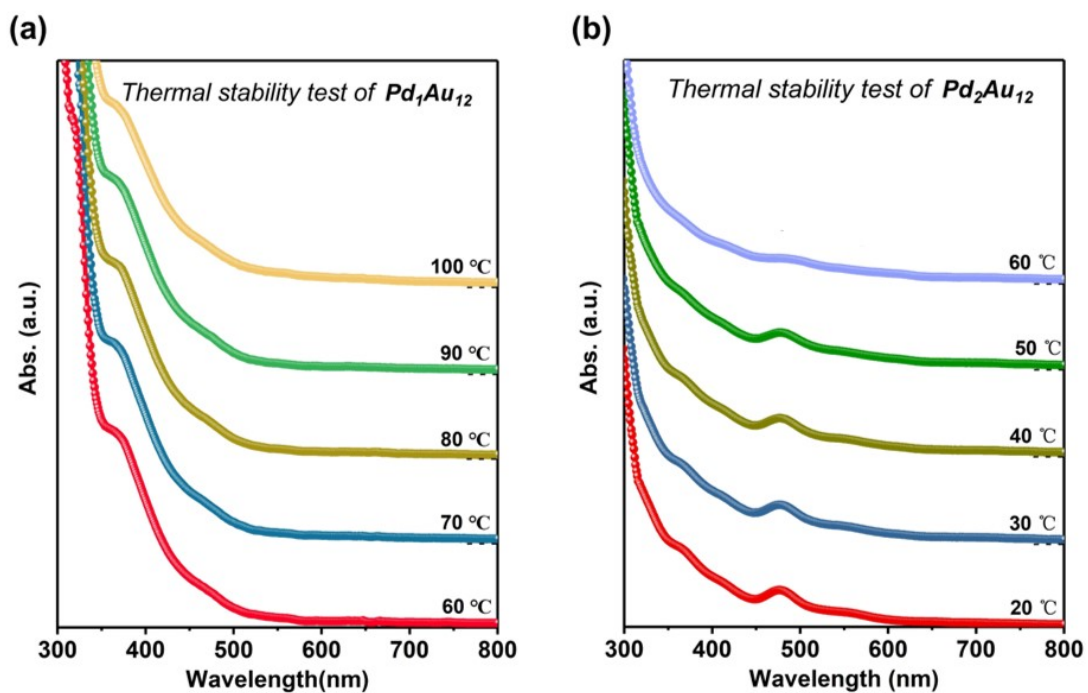 (a)
Thermal stability test of Pd₁Au₁₂
100 °C
90 °C
80 °C
70 °C
60 °C
Abs. (a.u.)
300 400 500 600 700 800
Wavelength(nm)
(b)
Thermal stability test of Pd₂Au₁₂
60 ℃
50 ℃
40 ℃
30 ℃
20 ℃
Abs. (a.u.)
300 400 500 600 700 800
Wavelength (nm)